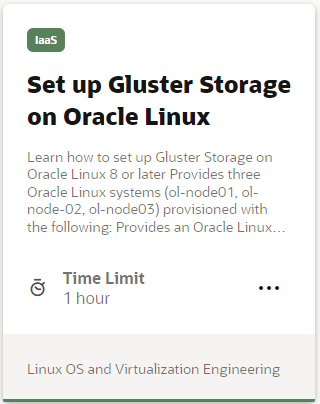 IaaS
Set up Gluster Storage
on Oracle Linux
Learn how to set up Gluster Storage on
Oracle Linux 8 or later Provides three
Oracle Linux systems (ol-node01, ol-
node-02, ol-node03) provisioned with
the following: Provides an Oracle Linux...
Time Limit
1 hour
Linux OS and Virtualization Engineering